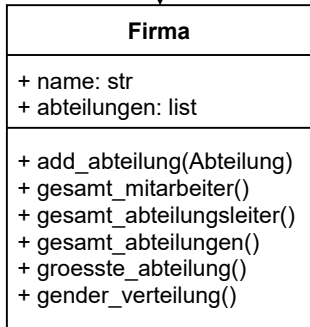 Firma
+ name: str
+ abteilungen: list
+ add_abteilung(Abteilung)
+ gesamt_mitarbeiter()
+ gesamt_abteilungsleiter()
+ gesamt_abteilungen()
+ groesste_abteilung()
+ gender_verteilung()